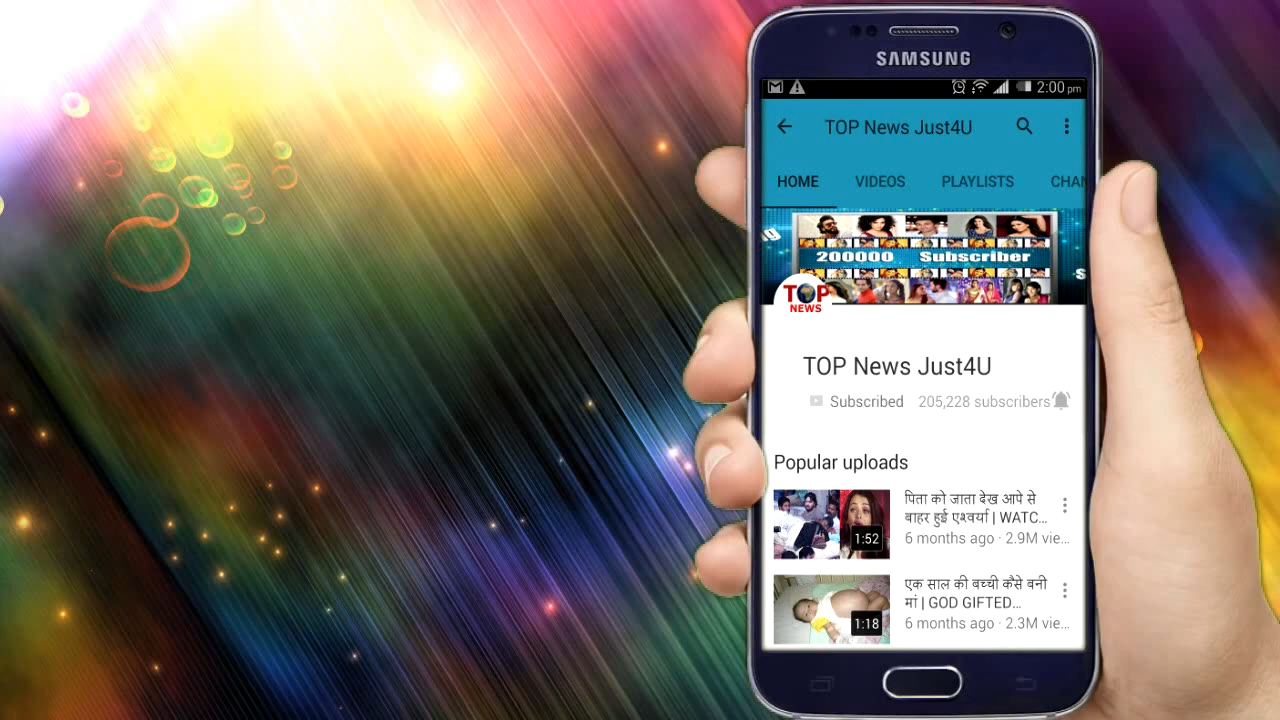 SAMSUNG
2:00 pm
TOP News Just4U
HOME VIDEOS PLAYLISTS CHAN
200000 Subscriber
TOP
NEWS
TOP News Just4U
Subscribed 205,228 subscribers
Popular uploads
पिता को जाता देख आपे से
बाहर हुई एश्वर्या | WATC...
6 months ago · 2.9M vie...
1:52
एक साल की बच्ची कैसे बनी
मां | GOD GIFTED...
6 months ago · 2.3M vie...
1:18